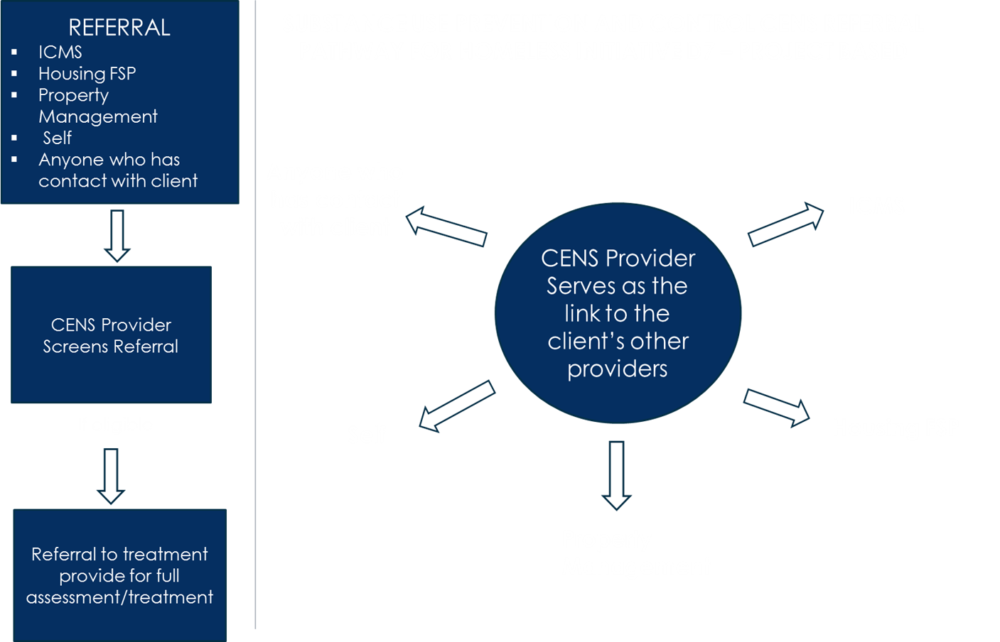 REFERRAL
▪ ICMS
▪ Housing FSP
▪ Property
Management
▪ Self
▪ Anyone who has
contact with client
CENS Provider
Screens Referral
Referral to treatment
provide for full
assessment/treatment
CENS Provider
Serves as the
link to the
client’s other
providers